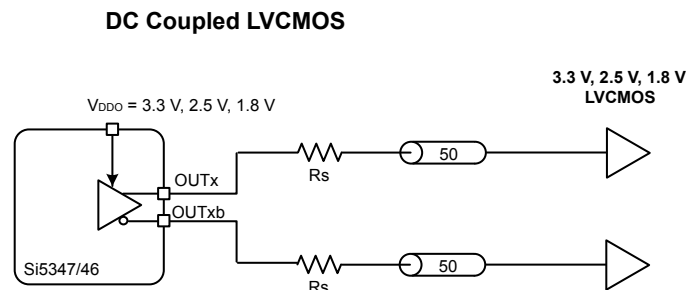 DC Coupled LVCMOS
3.3 V, 2.5 V, 1.8 V
LVCMOS
VDDO = 3.3 V, 2.5 V, 1.8 V
OUTx
Rs
50
OUTxb
Si5347/46
Rs
50